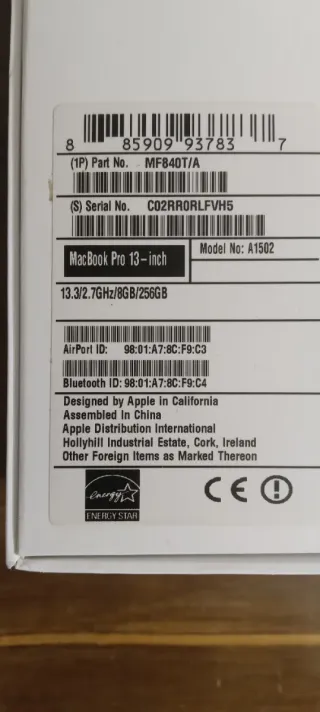 8 85909 93783 7
(1P) Part No. MF840T/A
(S) Serial No. C02RR0RLFVH5
MacBook Pro 13-inch
Model No: A1502
13.3/2.7GHz/8GB/256GB
AirPort ID: 98:01:A7:8C:F9:C3
Bluetooth ID: 98:01:A7:8C:F9:C4
Designed by Apple in California
Assembled In China
Apple Distribution International
Hollyhill Industrial Estate, Cork, Ireland
Other Foreign Items as Marked Thereon
energy
ENERGY STAR
CE